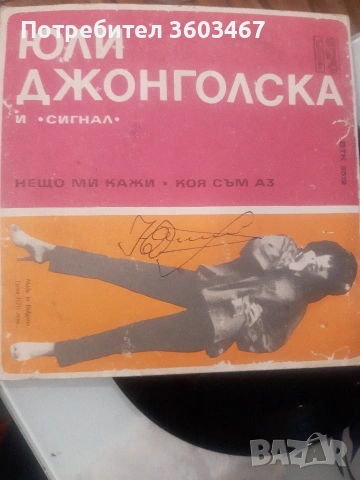 Потребител 3603467
ЮЛИ
ДЖОНГОЛСКА
И •СИГНАЛ•
НЕЩО МИ КАЖИ • КОЯ СЪМ АЗ
BAZAR